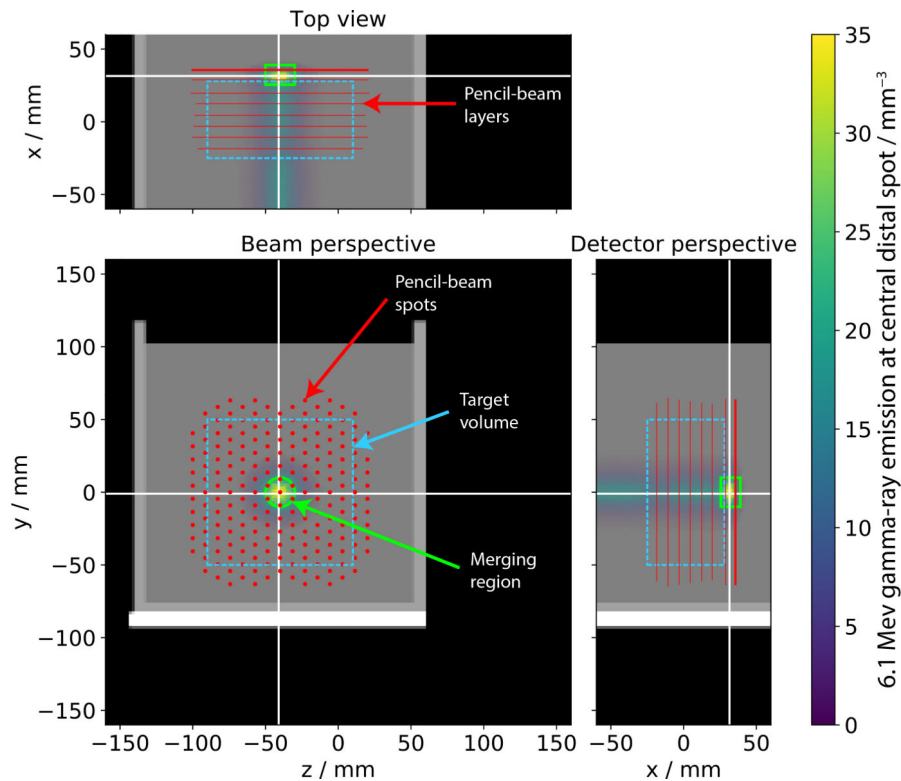 Top view
x / mm
50
0
−50
Pencil-beam
layers
Beam perspective
Detector perspective
y / mm
150
100
50
0
−50
−100
−150
Pencil-beam
spots
Target
volume
Merging
region
−150
−100
−50
0
50
100
150
z / mm
−50
0
50
x / mm
35
30
25
20
15
10
5
0
6.1 Mev gamma-ray emission at central distal spot / mm⁻³